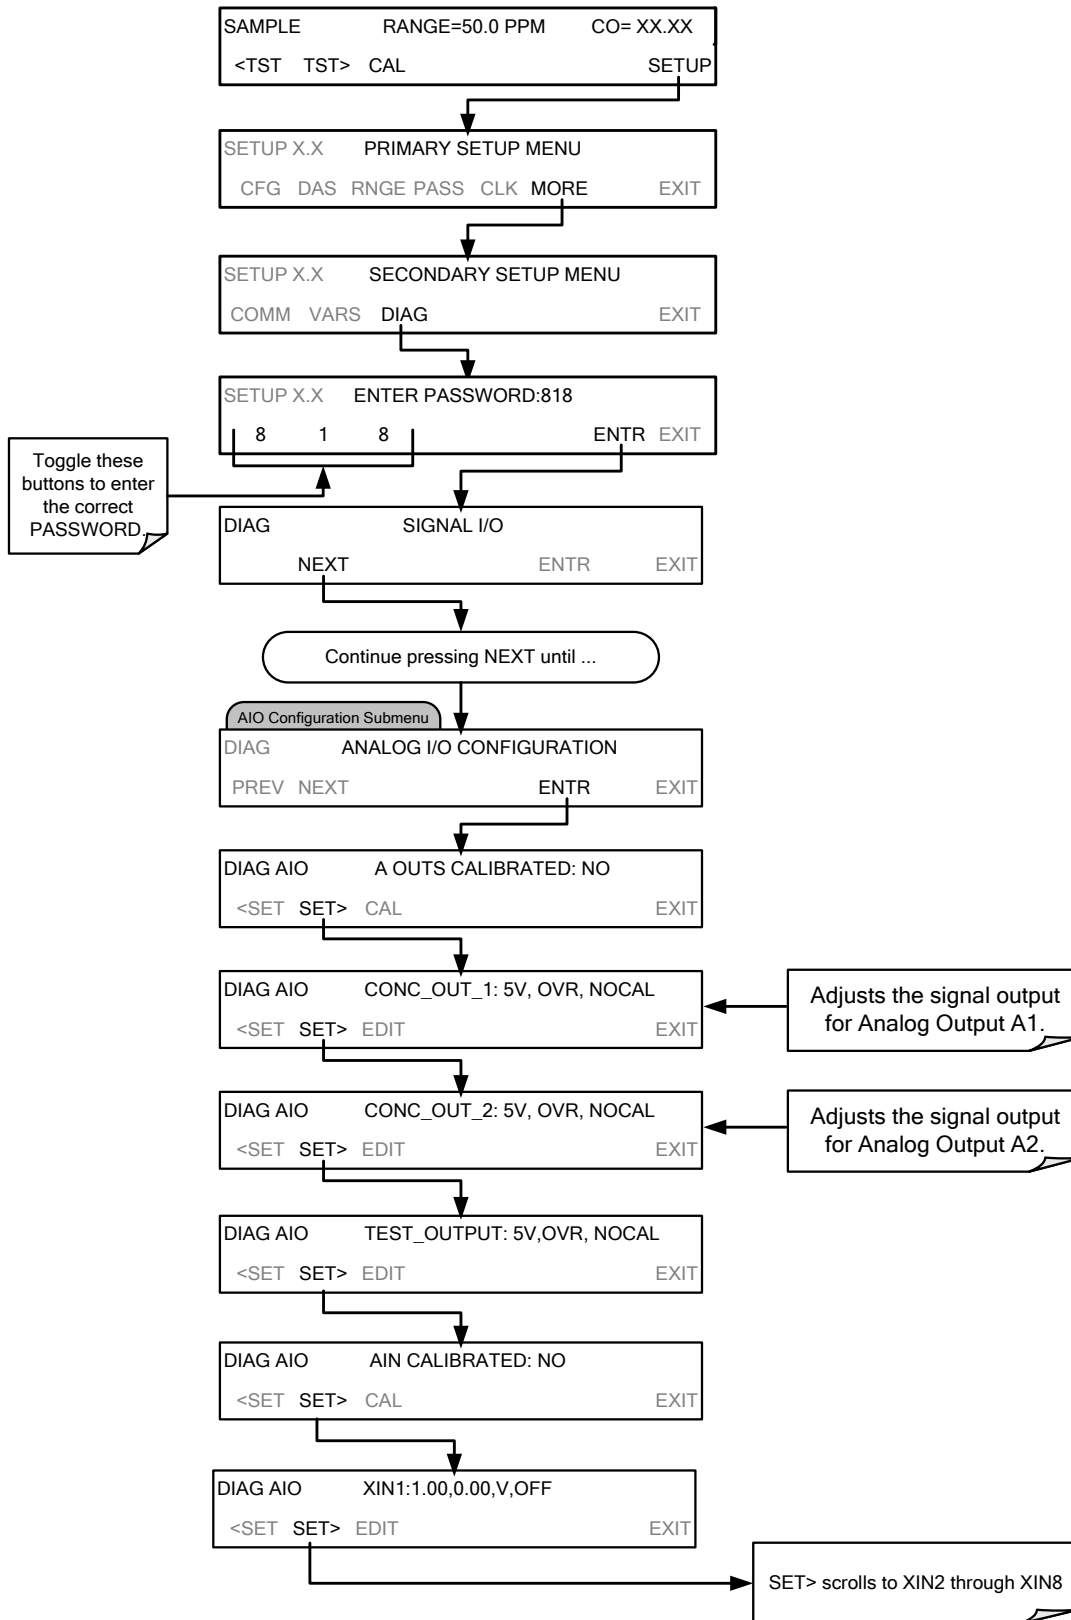 SAMPLE RANGE=50.0 PPM CO= XX.XX
<TST TST> CAL SETUP
SETUP X.X PRIMARY SETUP MENU
CFG DAS RNGE PASS CLK MORE EXIT
SETUP X.X SECONDARY SETUP MENU
COMM VARS DIAG EXIT
SETUP X.X ENTER PASSWORD:818
8 1 8 ENTR EXIT
Toggle these
buttons to enter
the correct
PASSWORD.
DIAG SIGNAL I/O
NEXT ENTR EXIT
Continue pressing NEXT until ...
AIO Configuration Submenu
DIAG ANALOG I/O CONFIGURATION
PREV NEXT ENTR EXIT
DIAG AIO A OUTS CALIBRATED: NO
<SET SET> CAL EXIT
DIAG AIO CONC_OUT_1: 5V, OVR, NOCAL
<SET SET> EDIT EXIT
Adjusts the signal output
for Analog Output A1.
DIAG AIO CONC_OUT_2: 5V, OVR, NOCAL
<SET SET> EDIT EXIT
Adjusts the signal output
for Analog Output A2.
DIAG AIO TEST_OUTPUT: 5V,OVR, NOCAL
<SET SET> EDIT EXIT
DIAG AIO AIN CALIBRATED: NO
<SET SET> CAL EXIT
DIAG AIO XIN1:1.00,0.00,V,OFF
<SET SET> EDIT EXIT
SET> scrolls to XIN2 through XIN8